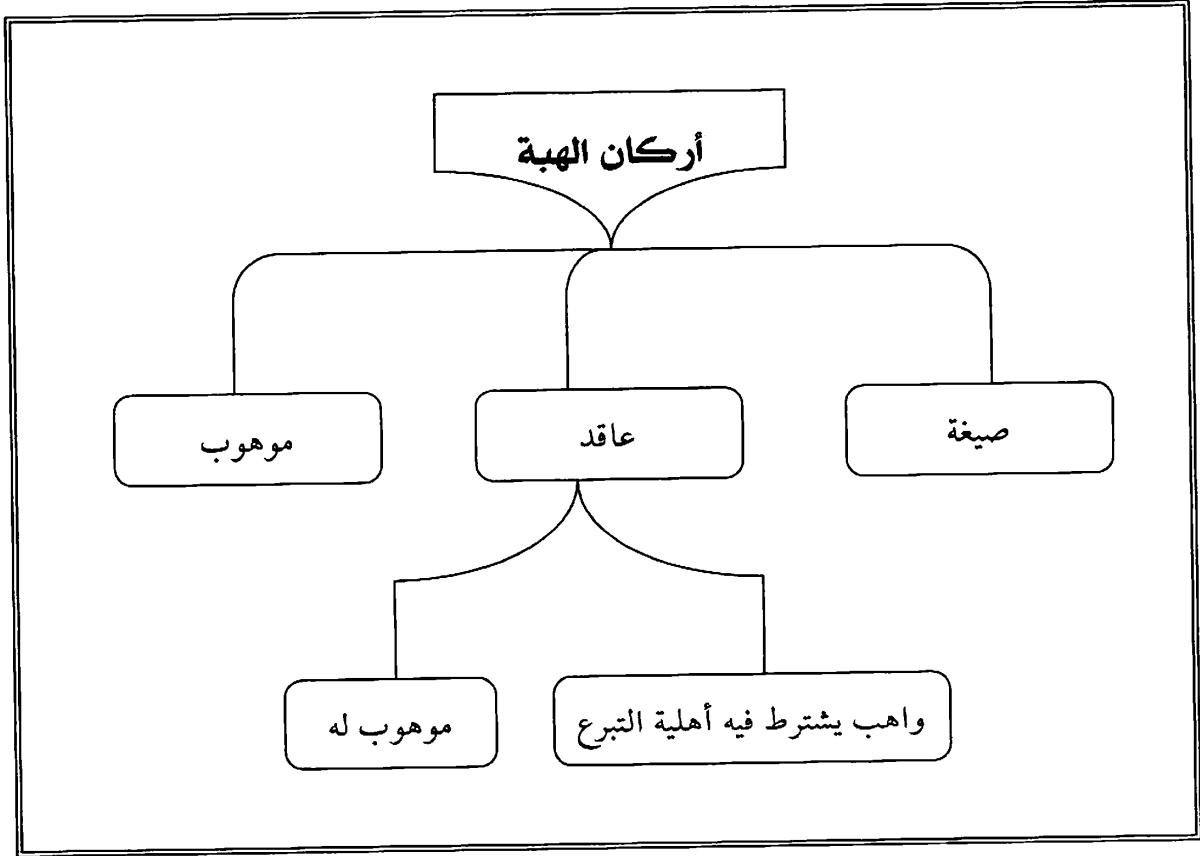 أركان الهبة
صيغة
عاقد
موهوب
واهب يشترط فيه أهلية التبرع
موهوب له